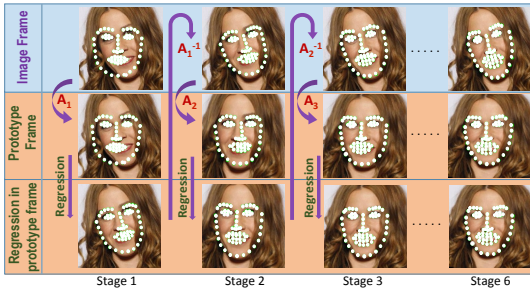 Image Frame
A₁⁻¹
A₂⁻¹
. . . . .
A₁
A₂
A₃
Prototype
Frame
. . . . .
Regression
Regression
Regression
Regression in
prototype frame
. . . . .
Stage 1
Stage 2
Stage 3
Stage 6